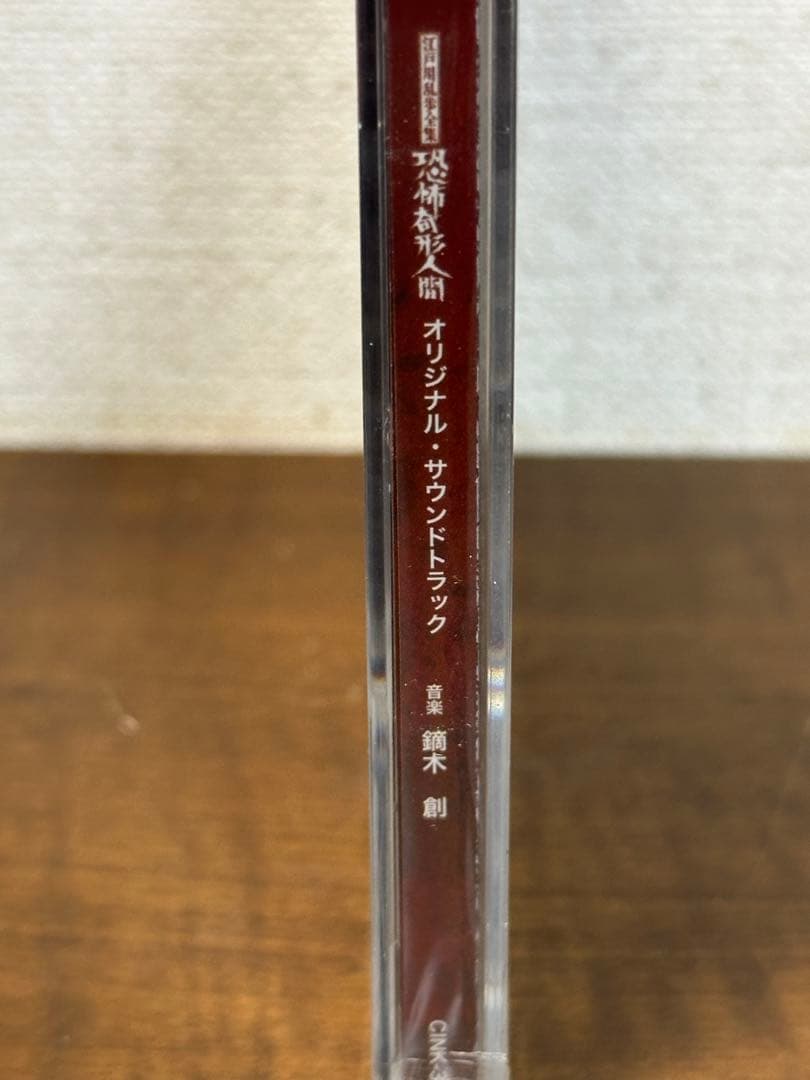 江戸川乱歩全集
恐怖奇形人間
オリジナル・サウンドトラック
音楽 鏑木 創
CINK-